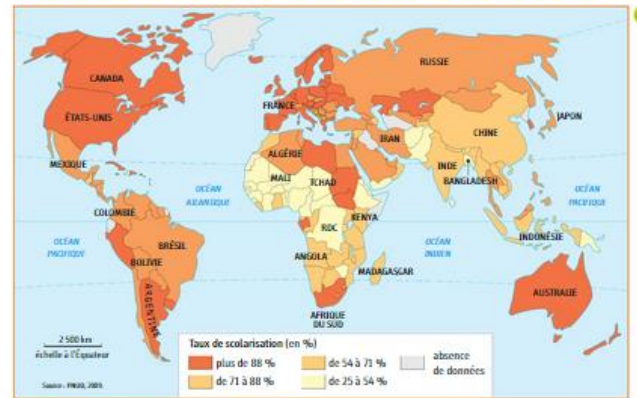 CANADA
RUSSIE
ÉTATS-UNIS
FRANCE
JAPON
CHINE
IRAN
ALGÉRIE
MEXIQUE
INDE
MALI
TCHAD
BANGLADESH
OCÉAN
ATLANTIQUE
OCÉAN
PACIFIQUE
COLOMBIE
KENYA
RDC
OCÉAN
PACIFIQUE
BRÉSIL
INDONÉSIE
OCÉAN
INDIEN
BOLIVIE
ANGOLA
MADAGASCAR
ARGENTINE
AUSTRALIE
AFRIQUE
DU SUD
2 500 km
échelle à l'Équateur
Taux de scolarisation (en %)
plus de 88 %
de 54 à 71 %
absence
de données
de 71 à 88 %
de 25 à 54 %
Source : PNUD, 2009.